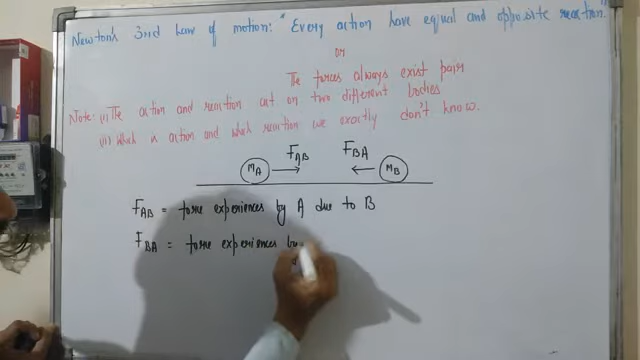 Newton's 3rd Law of motion: "Every action have equal and opposite reaction."
or
The forces always exist pair
Note: (i) The action and reaction act on two different bodies
(ii) Which is action and which reaction we exactly don't know.
F_AB F_BA
M_A M_B
F_AB = force experiences by A due to B
F_BA = force experiences by